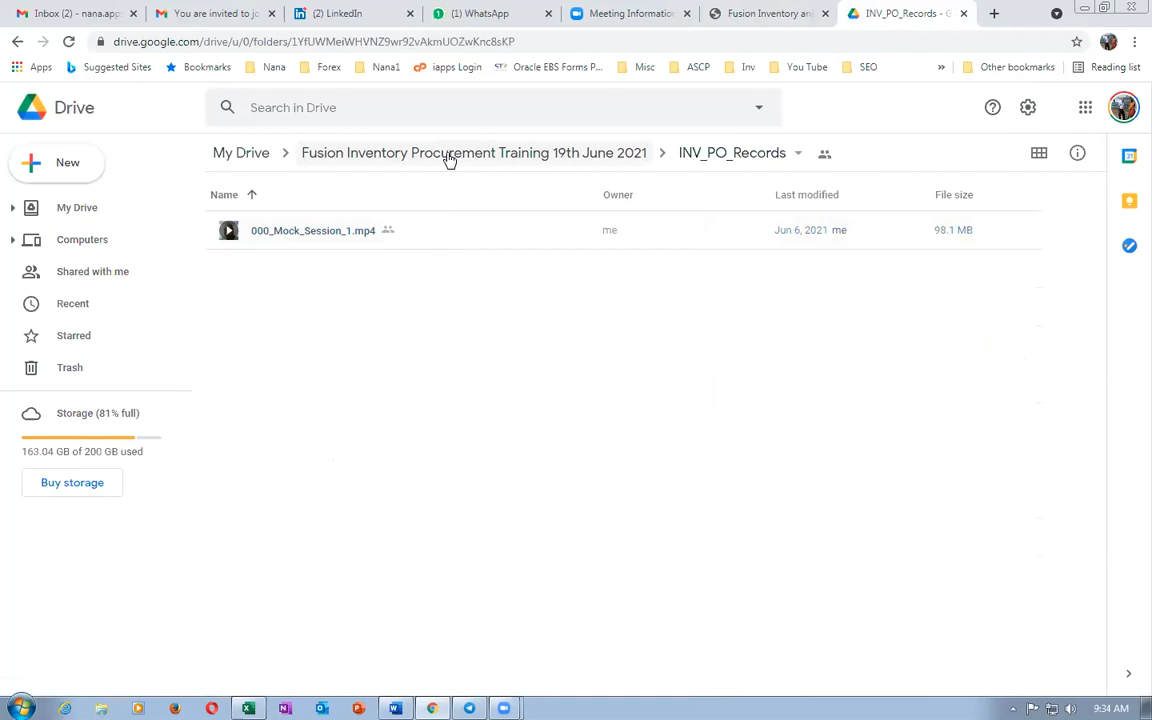 Inbox (2) - nana.app
You are invited to jo
(2) LinkedIn
(1) WhatsApp
Meeting Information
Fusion Inventory and
INV_PO_Records - G
drive.google.com/drive/u/0/folders/1YfUWMeiWHVNZ9wr92vAkmUOZwKnc8sKP
Apps
Suggested Sites
Bookmarks
Nana
Forex
Nana1
iapps Login
Oracle EBS Forms P...
Misc
ASCP
Inv
You Tube
SEO
»
Other bookmarks
Reading list
Drive
Search in Drive
New
My Drive > Fusion Inventory Procurement Training 19th June 2021 > INV_PO_Records
Name
Owner
Last modified
File size
000_Mock_Session_1.mp4
me
Jun 6, 2021 me
98.1 MB
My Drive
Computers
Shared with me
Recent
Starred
Trash
Storage (81% full)
163.04 GB of 200 GB used
Buy storage
9:34 AM